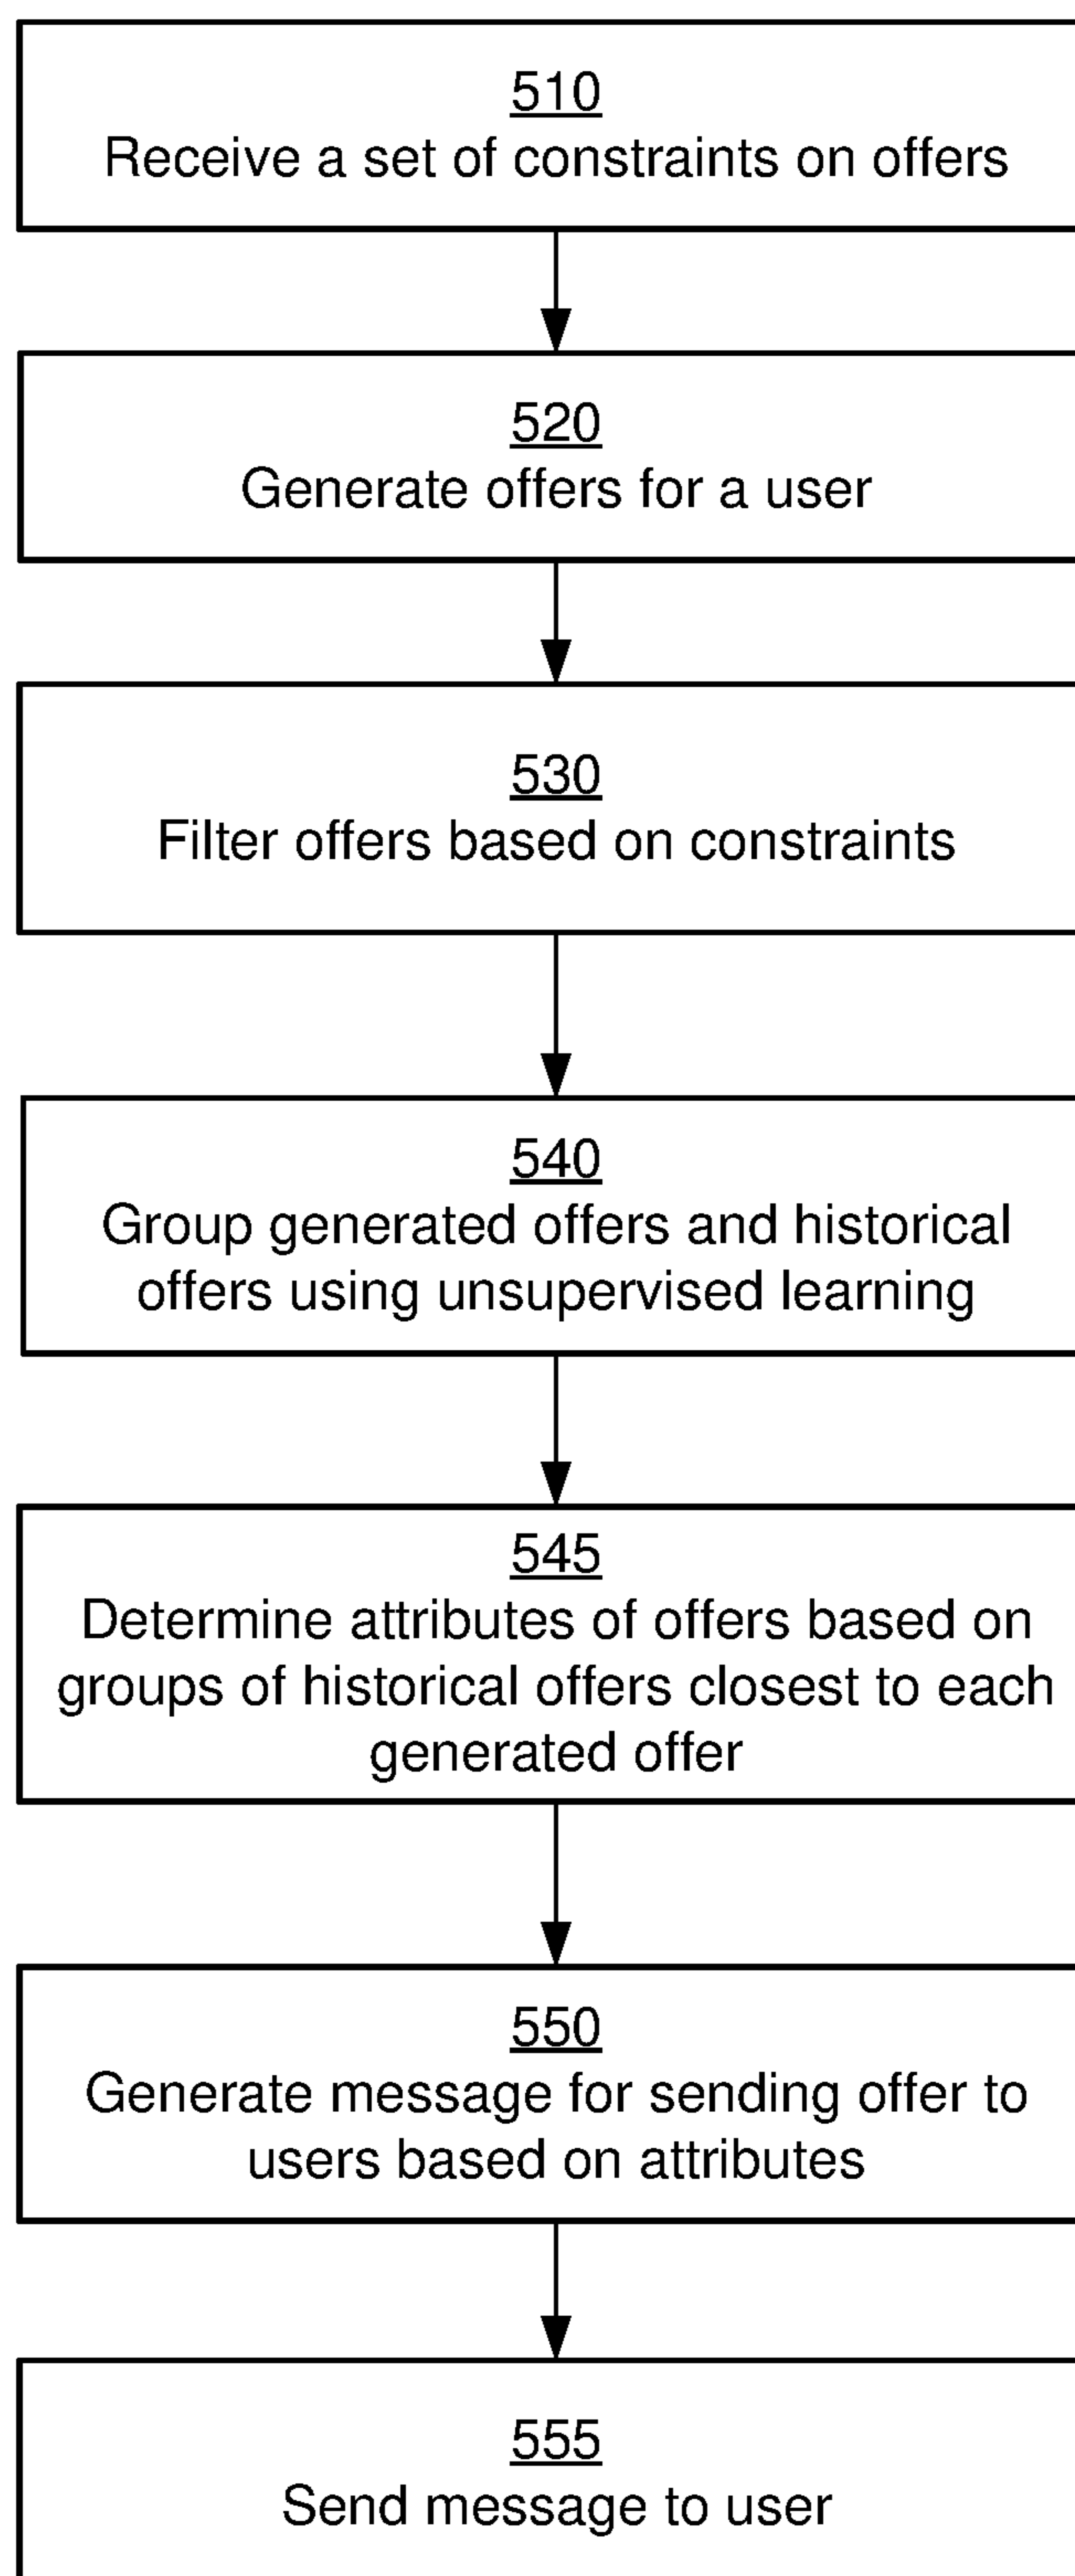 510
Receive a set of constraints on offers
520
Generate offers for a user
530
Filter offers based on constraints
540
Group generated offers and historical
offers using unsupervised learning
545
Determine attributes of offers based on
groups of historical offers closest to each
generated offer
550
Generate message for sending offer to
users based on attributes
555
Send message to user